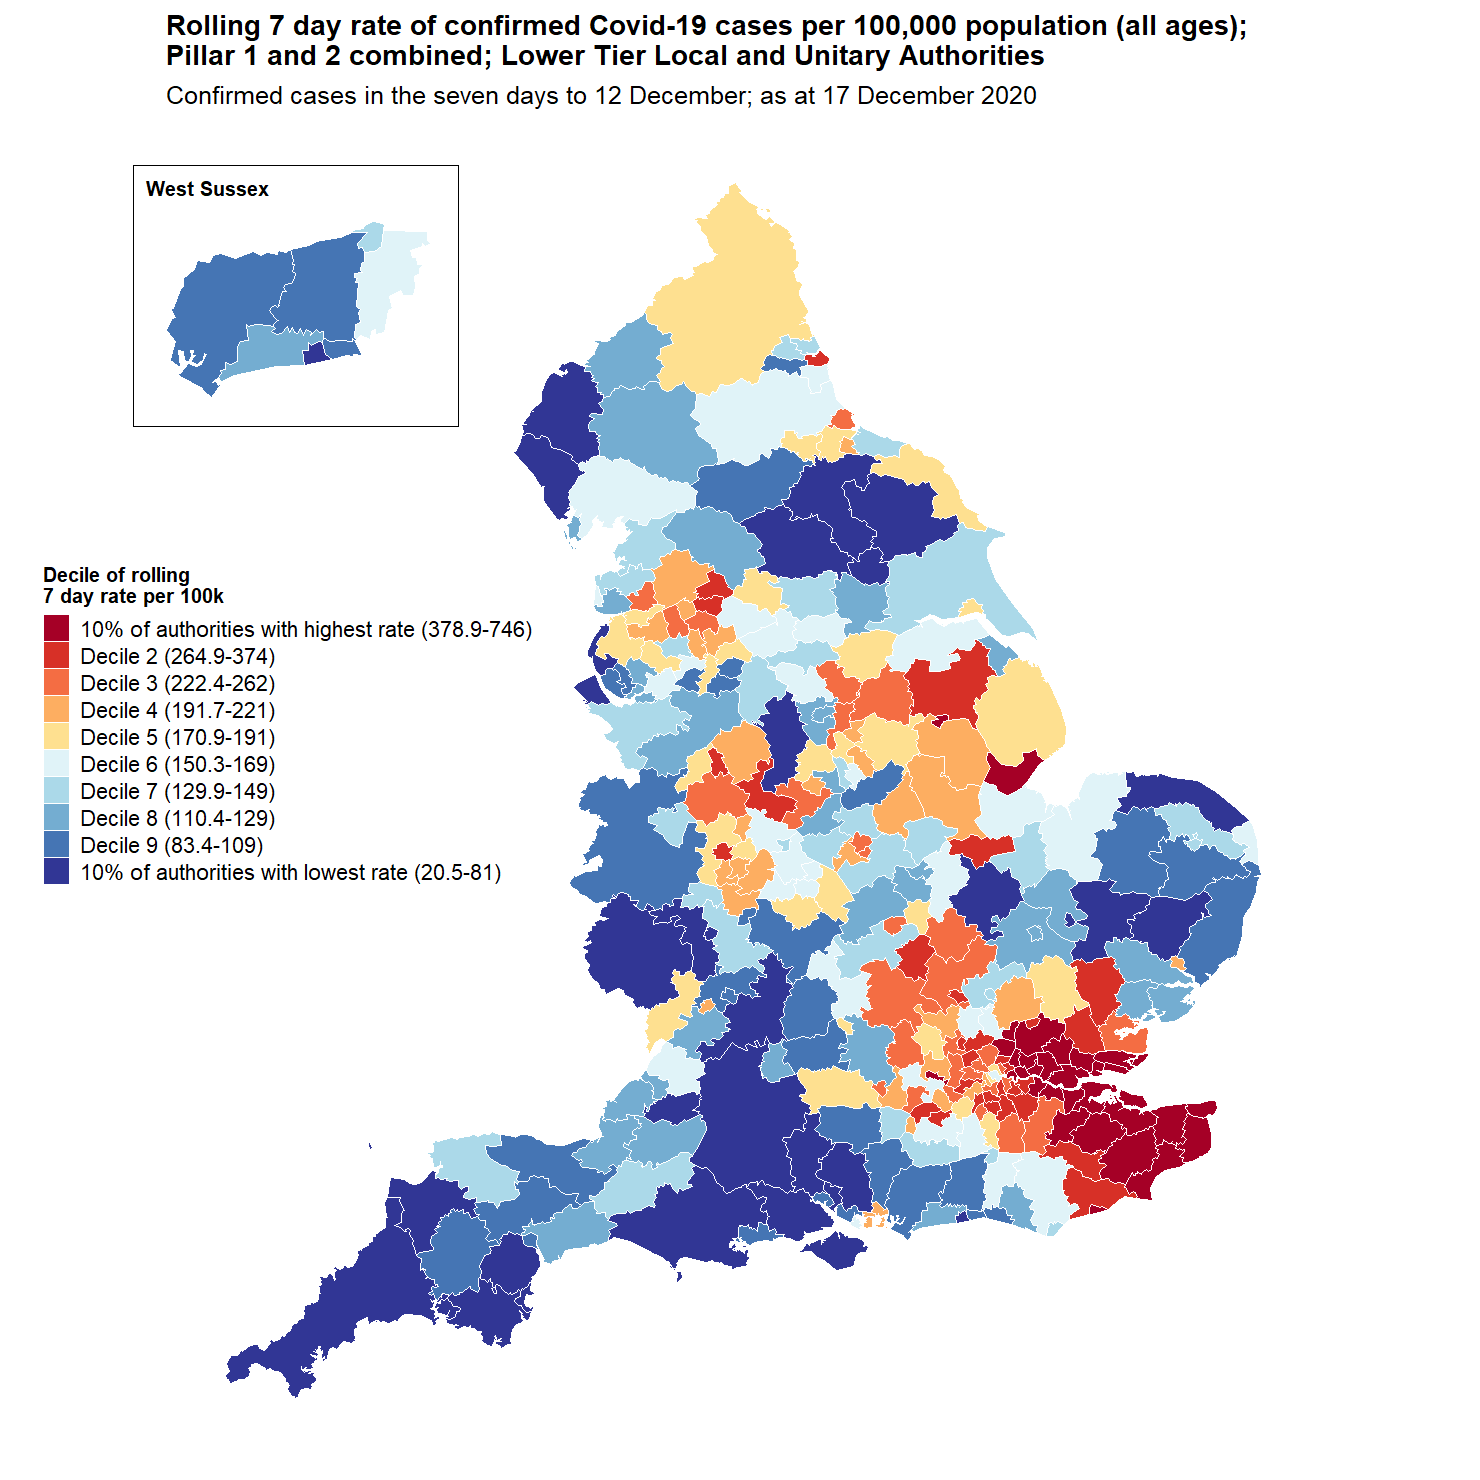 Rolling 7 day rate of confirmed Covid-19 cases per 100,000 population (all ages);
Pillar 1 and 2 combined; Lower Tier Local and Unitary Authorities
Confirmed cases in the seven days to 12 December; as at 17 December 2020
West Sussex
Decile of rolling
7 day rate per 100k
10% of authorities with highest rate (378.9-746)
Decile 2 (264.9-374)
Decile 3 (222.4-262)
Decile 4 (191.7-221)
Decile 5 (170.9-191)
Decile 6 (150.3-169)
Decile 7 (129.9-149)
Decile 8 (110.4-129)
Decile 9 (83.4-109)
10% of authorities with lowest rate (20.5-81)